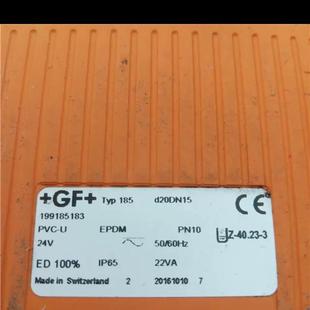 +GF+ Typ 185 d20DN15 CE
199185183
PVC-U EPDM PN10 Z-40.23-3
24V 50/60Hz
ED 100% IP65 22VA
Made in Switzerland 2 20161010 7